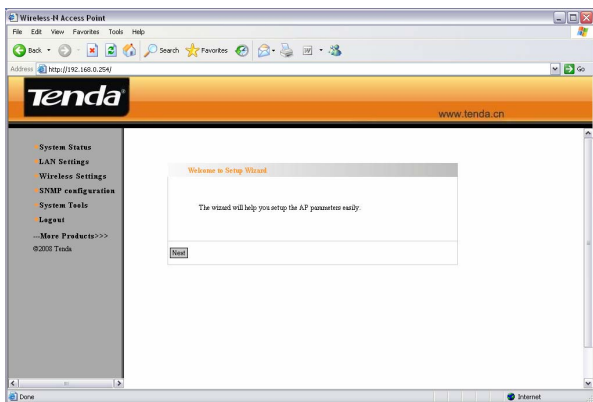 Wireless-N Access Point
File Edit View Favorites Tools Help
Back Search Favorites
Address http://192.168.0.254/ Go
Tenda®
www.tenda.cn
System Status
LAN Settings
Wireless Settings
SNMP configuration
System Tools
Logout
---More Products>>>
©2008 Tenda
Welcome to Setup Wizard
The wizard will help you setup the AP parameters easily.
Next
Done Internet